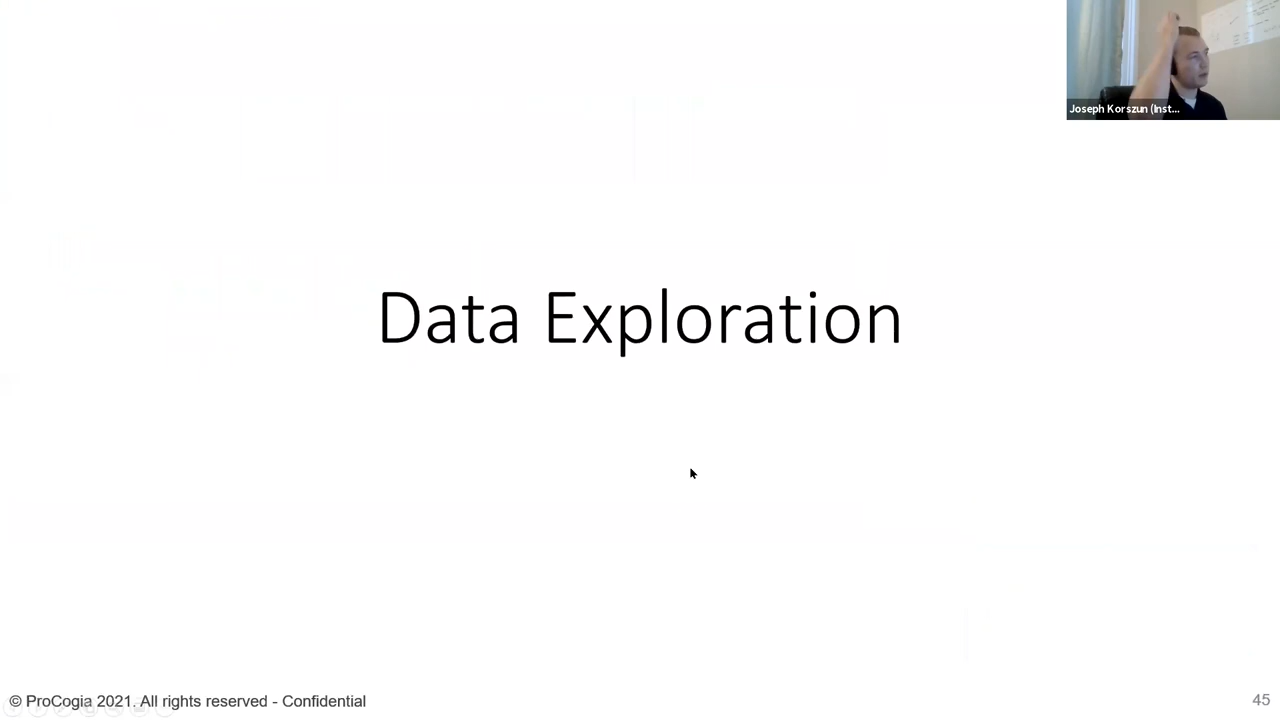 Joseph Korszun (Inst...
Data Exploration
© ProCogia 2021. All rights reserved - Confidential
45